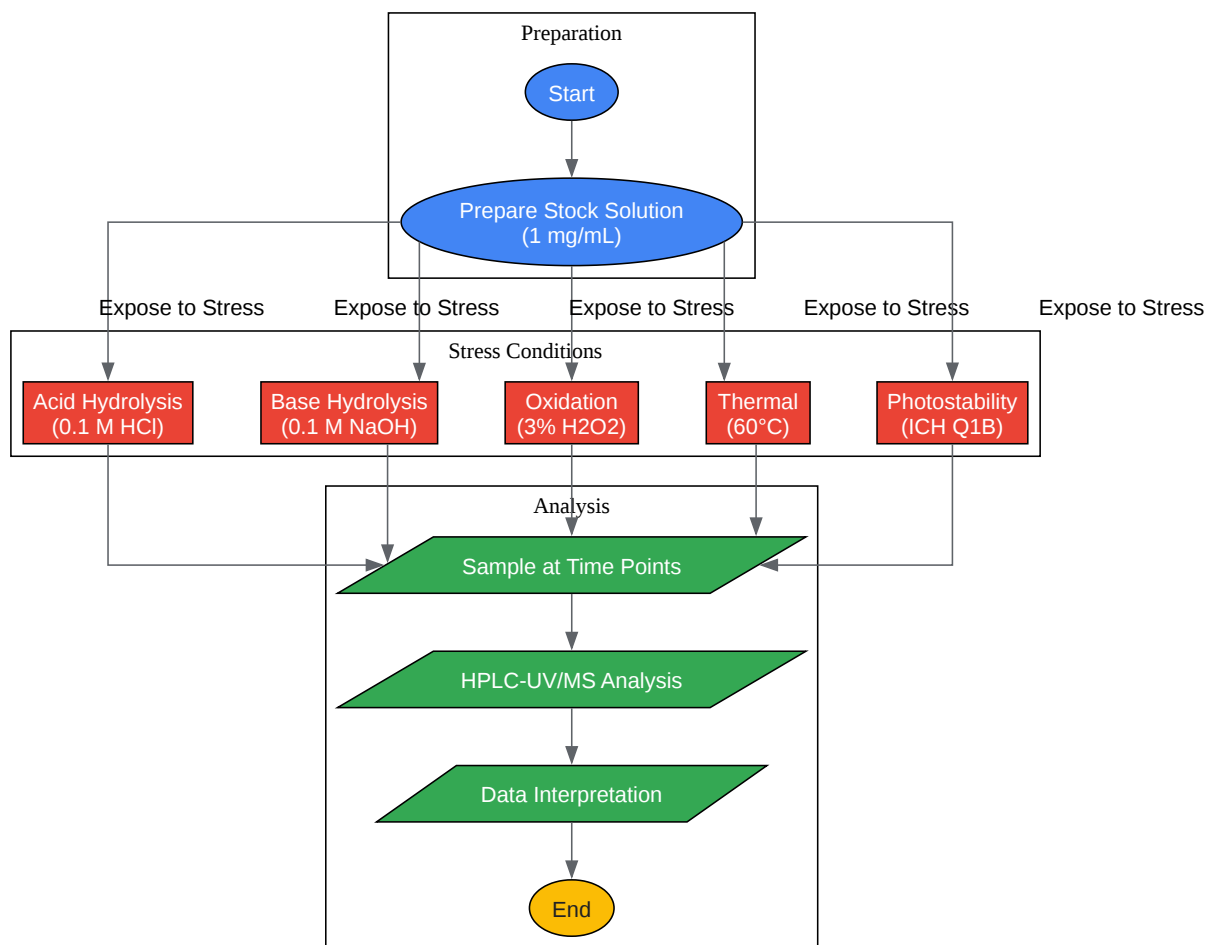 Preparation
Start
Prepare Stock Solution
(1 mg/mL)
Expose to Stress
Expose to Stress
Expose to Stress
Expose to Stress
Expose to Stress
Stress Conditions
Acid Hydrolysis
(0.1 M HCl)
Base Hydrolysis
(0.1 M NaOH)
Oxidation
(3% H2O2)
Thermal
(60°C)
Photostability
(ICH Q1B)
Analysis
Sample at Time Points
HPLC-UV/MS Analysis
Data Interpretation
End